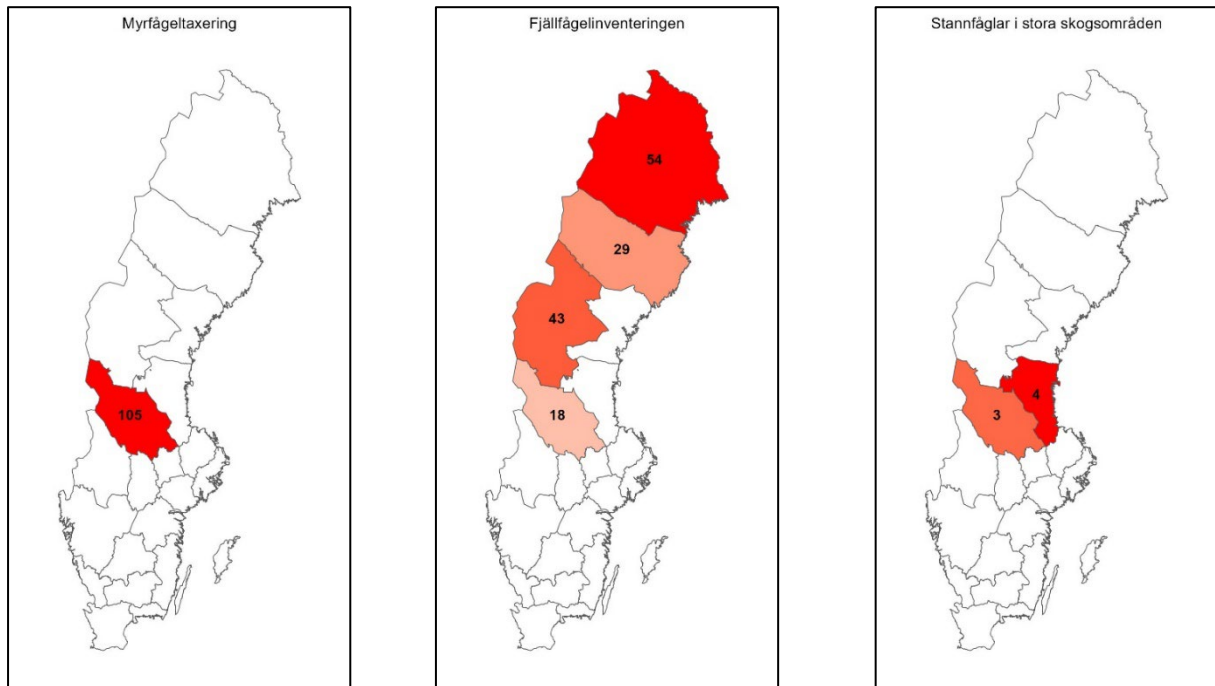 Myrfågeltaxering
105
Fjällfågelinventeringen
54
29
43
18
Stannfåglar i stora skogsområden
4
3